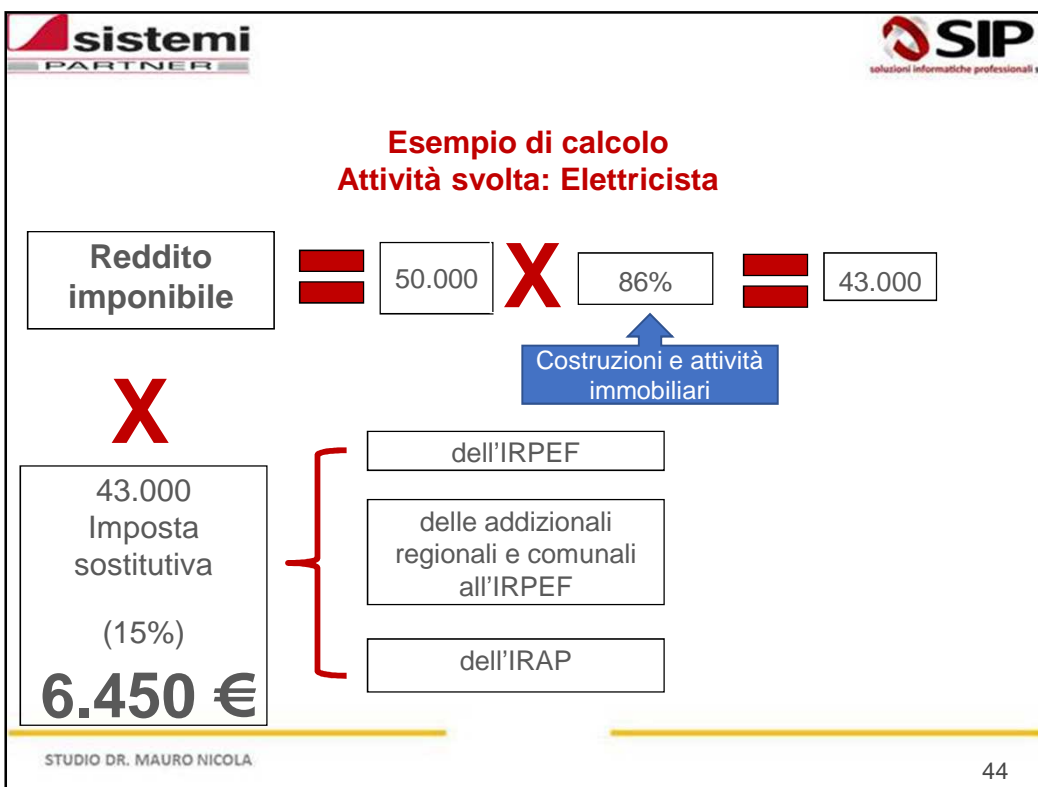 sistemi
PARTNER
SIP
soluzioni informatiche professionali s
Esempio di calcolo
Attività svolta: Elettricista
Reddito
imponibile
50.000
X
86%
43.000
Costruzioni e attività
immobiliari
X
43.000
Imposta
sostitutiva
(15%)
6.450 €
dell’IRPEF
delle addizionali
regionali e comunali
all’IRPEF
dell’IRAP
STUDIO DR. MAURO NICOLA
44